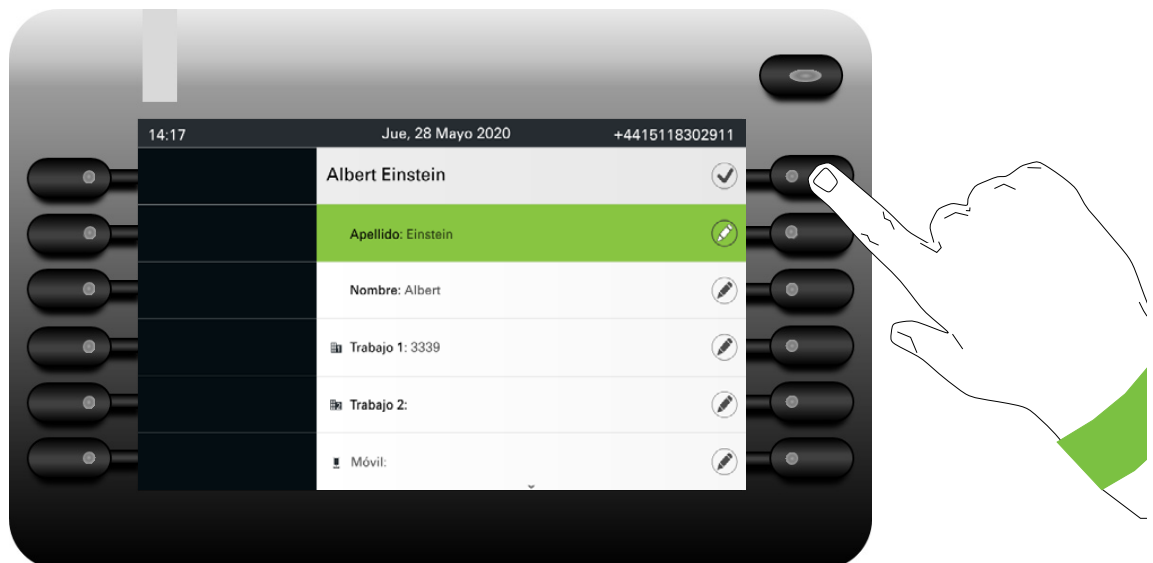 14:17 Jue, 28 Mayo 2020 +4415118302911
Albert Einstein
Apellido: Einstein
Nombre: Albert
Trabajo 1: 3339
Trabajo 2:
Móvil: